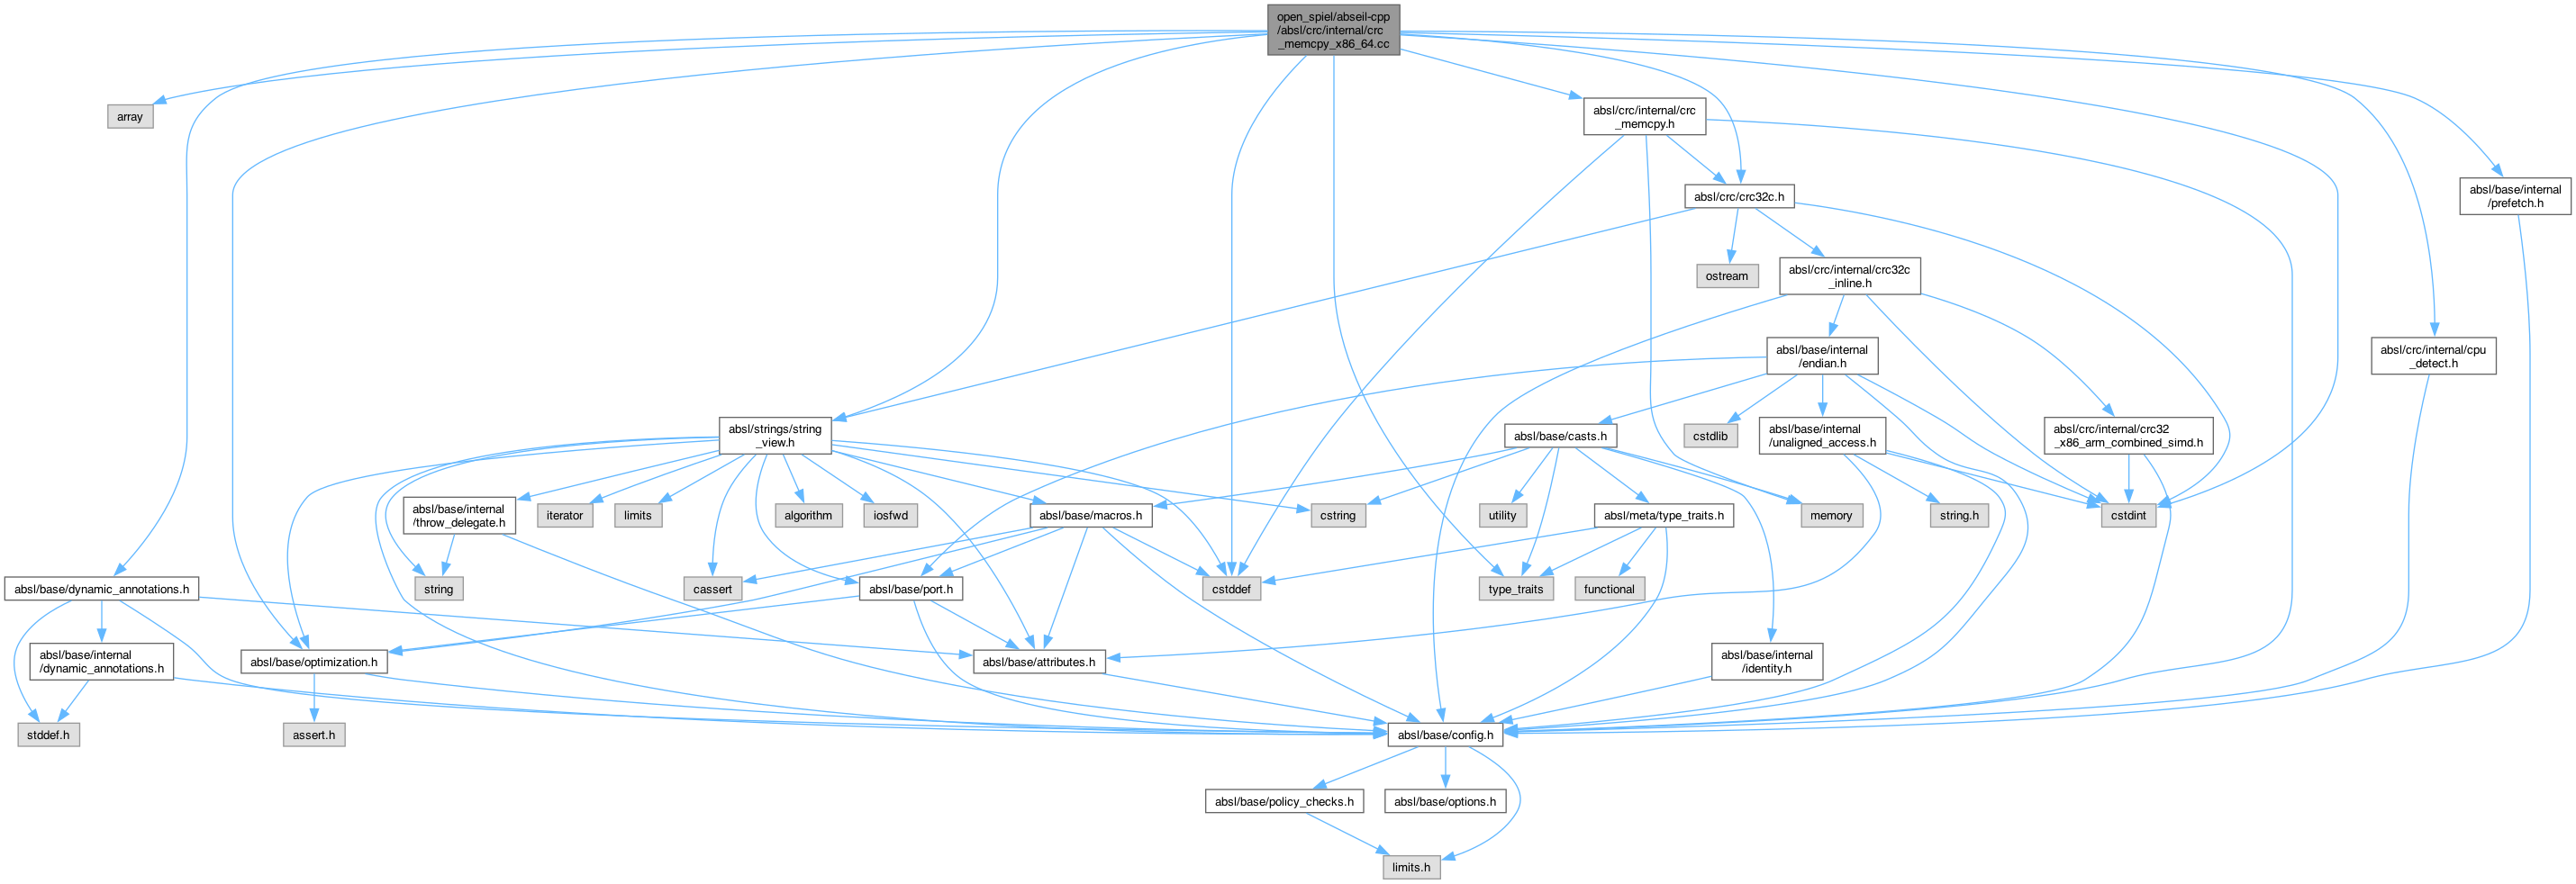 open_spiel/abseil-cpp
/absl/crc/internal/crc
_memcpy_x86_64.cc
array
absl/crc/internal/crc
_memcpy.h
absl/crc/crc32c.h
absl/base/internal
/prefetch.h
ostream
absl/crc/internal/crc32c
_inline.h
absl/base/internal
/endian.h
absl/crc/internal/cpu
_detect.h
absl/strings/string
_view.h
absl/base/casts.h
cstdlib
absl/base/internal
/unaligned_access.h
absl/crc/internal/crc32
_x86_arm_combined_simd.h
absl/base/internal
/throw_delegate.h
iterator
limits
algorithm
iosfwd
absl/base/macros.h
cstring
utility
absl/meta/type_traits.h
memory
string.h
cstdint
absl/base/dynamic_annotations.h
string
cassert
absl/base/port.h
cstddef
type_traits
functional
absl/base/internal
/dynamic_annotations.h
absl/base/optimization.h
absl/base/attributes.h
absl/base/internal
/identity.h
stddef.h
assert.h
absl/base/config.h
absl/base/policy_checks.h
absl/base/options.h
limits.h